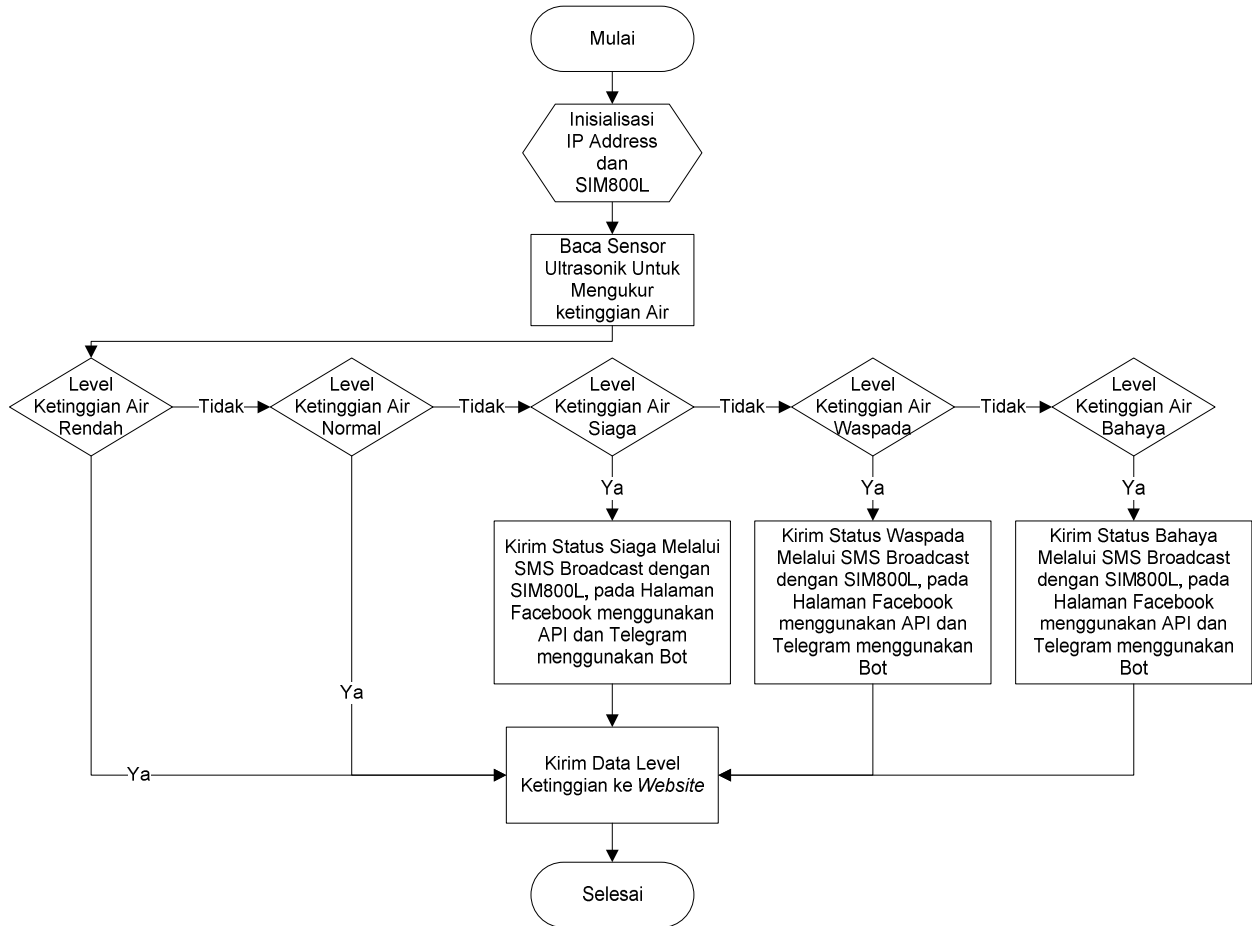 Mulai
Inisialisasi
IP Address
dan
SIM800L
Baca Sensor
Ultrasonik Untuk
Mengukur
ketinggian Air
Level
Ketinggian Air
Rendah
Tidak
Level
Ketinggian Air
Normal
Tidak
Level
Ketinggian Air
Siaga
Tidak
Level
Ketinggian Air
Waspada
Tidak
Level
Ketinggian Air
Bahaya
Ya
Ya
Ya
Kirim Status Siaga Melalui
SMS Broadcast dengan
SIM800L, pada Halaman
Facebook menggunakan
API dan Telegram
menggunakan Bot
Kirim Status Waspada
Melalui SMS Broadcast
dengan SIM800L, pada
Halaman Facebook
menggunakan API dan
Telegram menggunakan
Bot
Kirim Status Bahaya
Melalui SMS Broadcast
dengan SIM800L, pada
Halaman Facebook
menggunakan API dan
Telegram menggunakan
Bot
Ya
Ya
Kirim Data Level
Ketinggian ke Website
Selesai